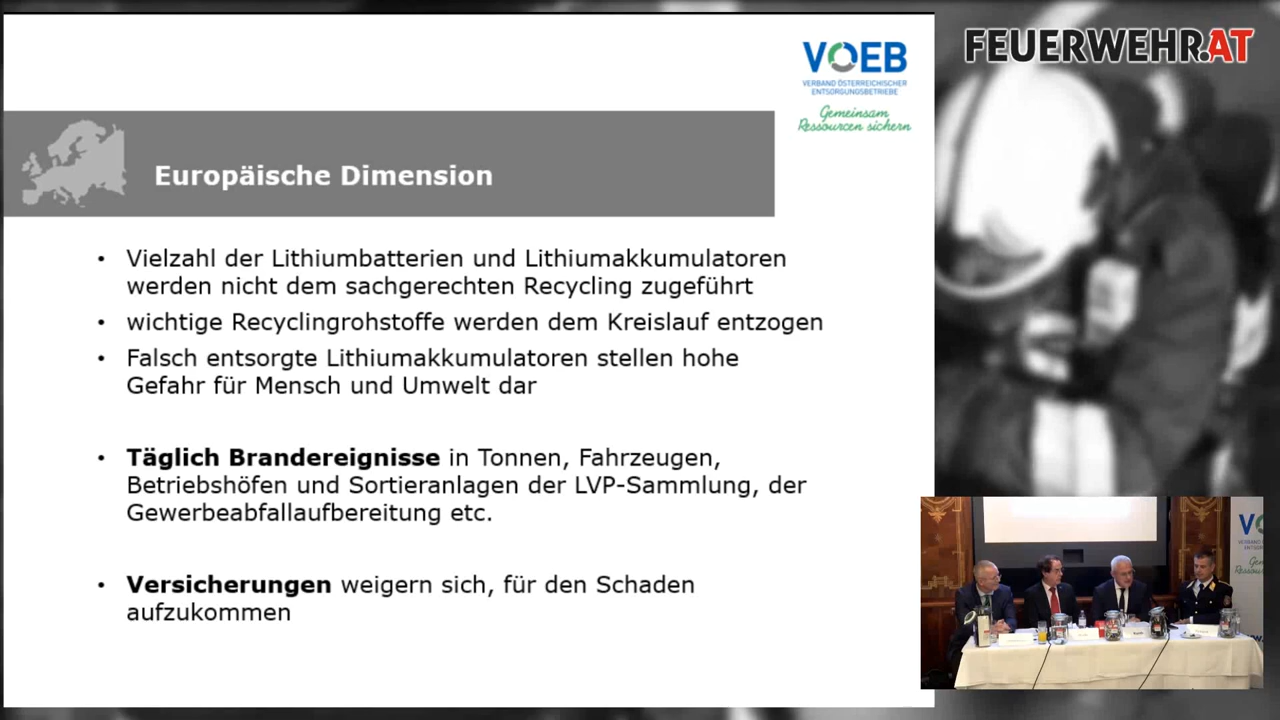 FEUERWEHR.AT
VOEB
VERBAND ÖSTERREICHISCHER
ENTSORGUNGSBETRIEBE
Gemeinsam
Ressourcen sichern
Europäische Dimension
• Vielzahl der Lithiumbatterien und Lithiumakkumulatoren
werden nicht dem sachgerechten Recycling zugeführt
• wichtige Recyclingrohstoffe werden dem Kreislauf entzogen
• Falsch entsorgte Lithiumakkumulatoren stellen hohe
Gefahr für Mensch und Umwelt dar
• Täglich Brandereignisse in Tonnen, Fahrzeugen,
Betriebshöfen und Sortieranlagen der LVP-Sammlung, der
Gewerbeabfallaufbereitung etc.
• Versicherungen weigern sich, für den Schaden
aufzukommen